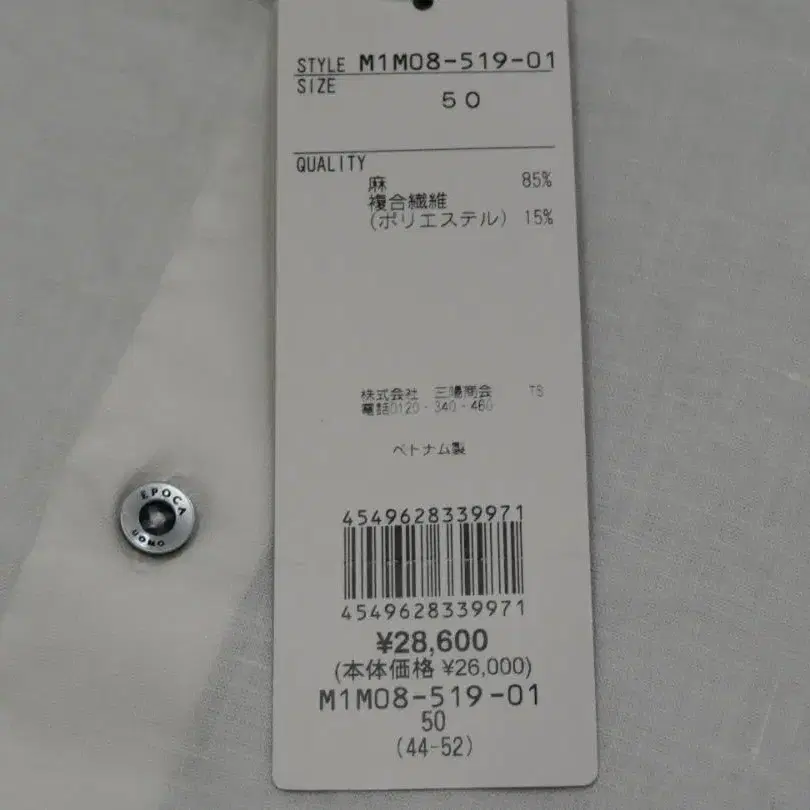 STYLE M1M08-519-01
SIZE
50
QUALITY
麻 85%
複合繊維
(ポリエステル) 15%
株式会社 三陽商会 TS
電話0120-340-460
ベトナム製
4549628339971
4549628339971
¥28,600
(本体価格 ¥26,000)
M1M08-519-01
50
(44-52)
EPOCA
UOMO